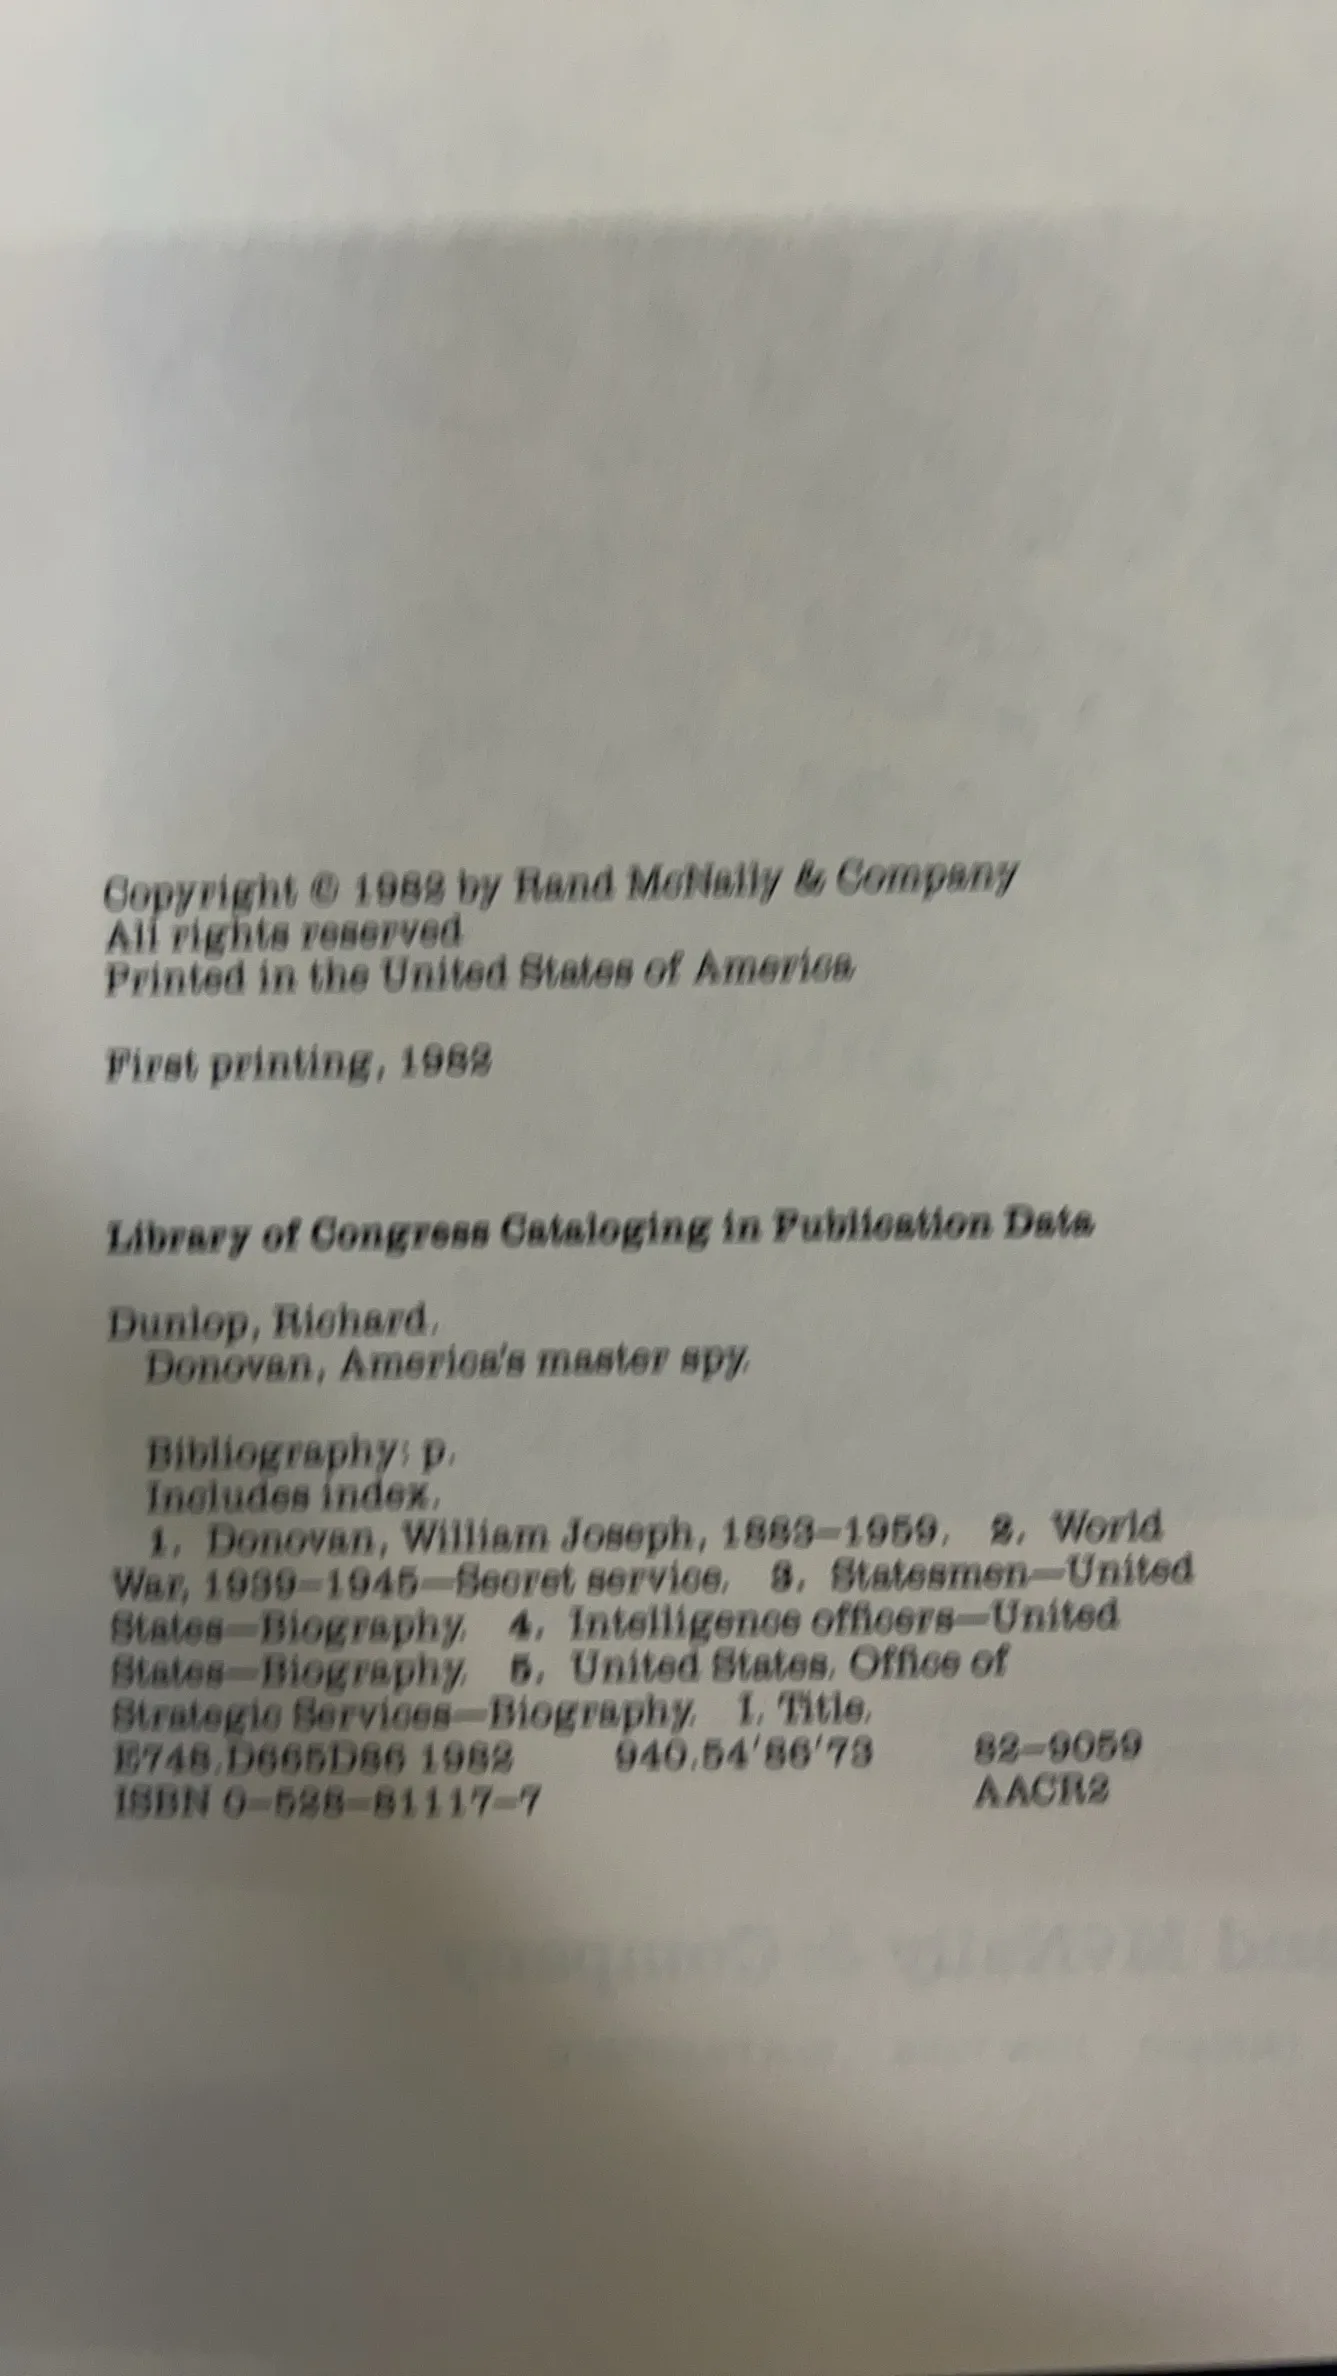 Copyright © 1982 by Rand McNally & Company
All rights reserved
Printed in the United States of America
First printing, 1982
Library of Congress Cataloging in Publication Data
Dunlop, Richard.
Donovan, America's master spy.
Bibliography: p.
Includes index.
1. Donovan, William Joseph, 1883–1959. 2. World
War, 1939–1945—Secret service. 3. Statesmen—United
States—Biography. 4. Intelligence officers—United
States—Biography. 5. United States. Office of
Strategic Services—Biography. I. Title.
E748.D665D86 1982 940.54'86'73 82–9059
ISBN 0–528–81117–7 AACR2